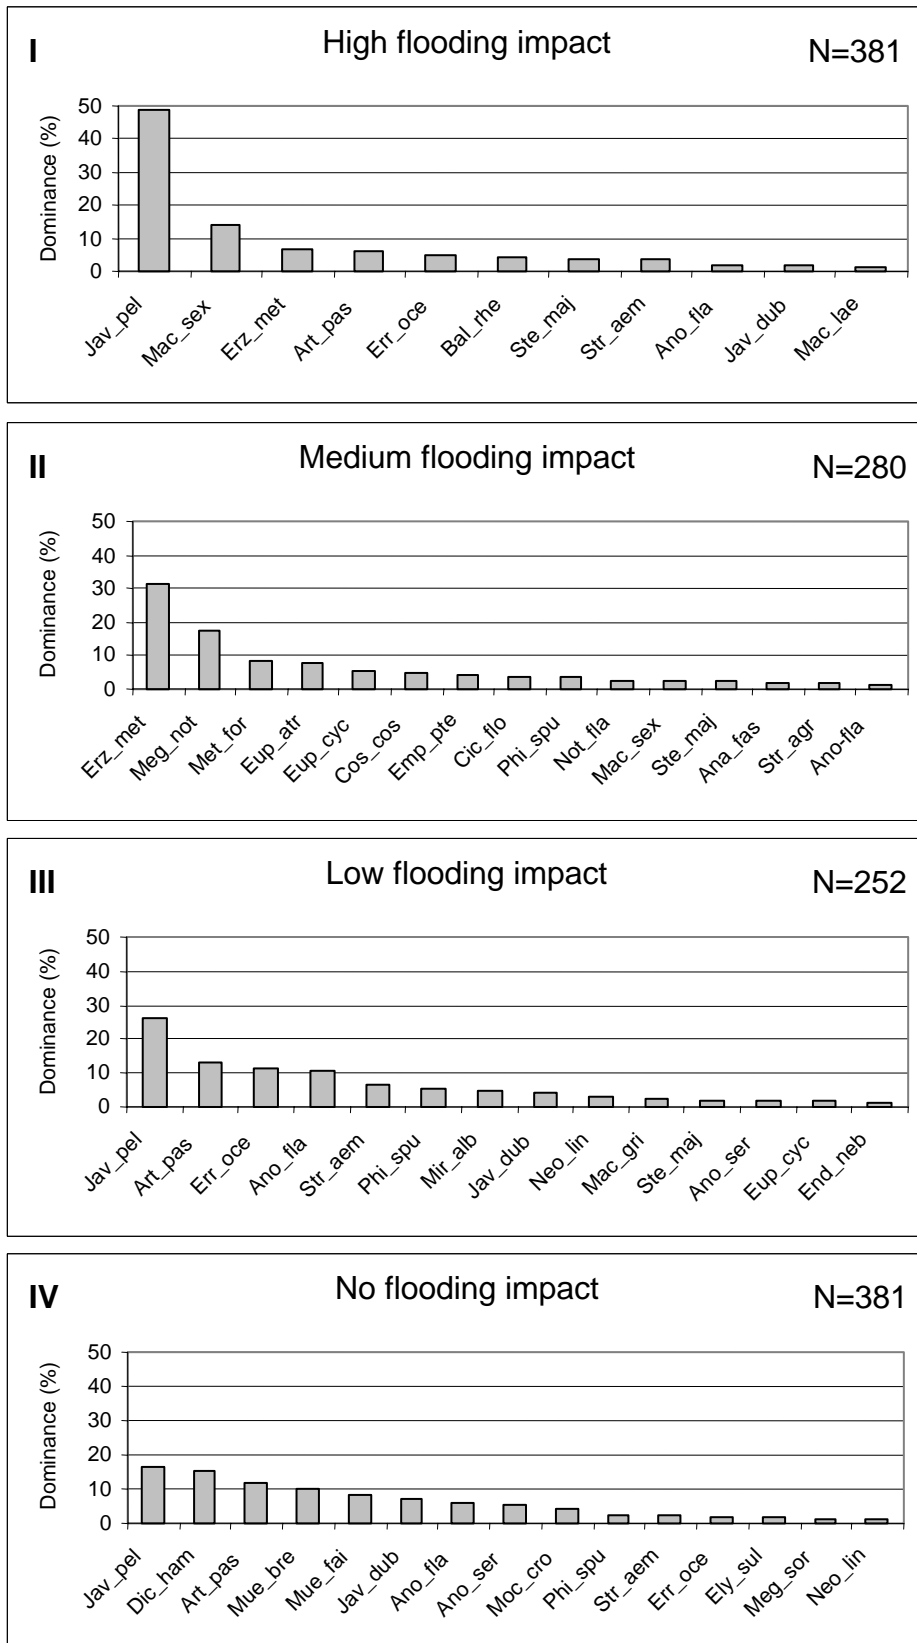 I
High flooding impact
N=381
Dominance (%)
50
40
30
20
10
0
Jav_pel
Mac_sex
Erz_met
Art_pas
Err_oce
Bal_rhe
Ste_maj
Str_aem
Ano_fla
Jav_dub
Mac_lae
II
Medium flooding impact
N=280
Dominance (%)
50
40
30
20
10
0
Erz_met
Meg_not
Met_for
Eup_atr
Eup_cyc
Cos_cos
Emp_pte
Cic_flo
Phi_spu
Not_fla
Mac_sex
Ste_maj
Ana_fas
Str_agr
Ano-fla
III
Low flooding impact
N=252
Dominance (%)
50
40
30
20
10
0
Jav_pel
Art_pas
Err_oce
Ano_fla
Str_aem
Phi_spu
Mir_alb
Jav_dub
Neo_lin
Mac_gri
Ste_maj
Ano_ser
Eup_cyc
End_neb
IV
No flooding impact
N=381
Dominance (%)
50
40
30
20
10
0
Jav_pel
Dic_ham
Art_pas
Mue_bre
Mue_fai
Jav_dub
Ano_fla
Ano_ser
Moc_cro
Phi_spu
Str_aem
Err_oce
Ely_sul
Meg_sor
Neo_lin